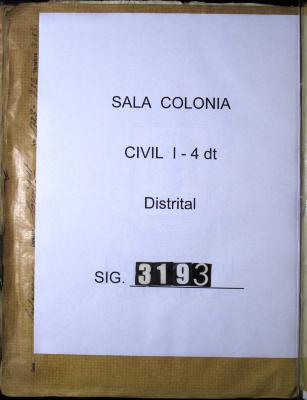 SALA COLONIA
CIVIL I - 4 dt
Distrital
SIG. 3193